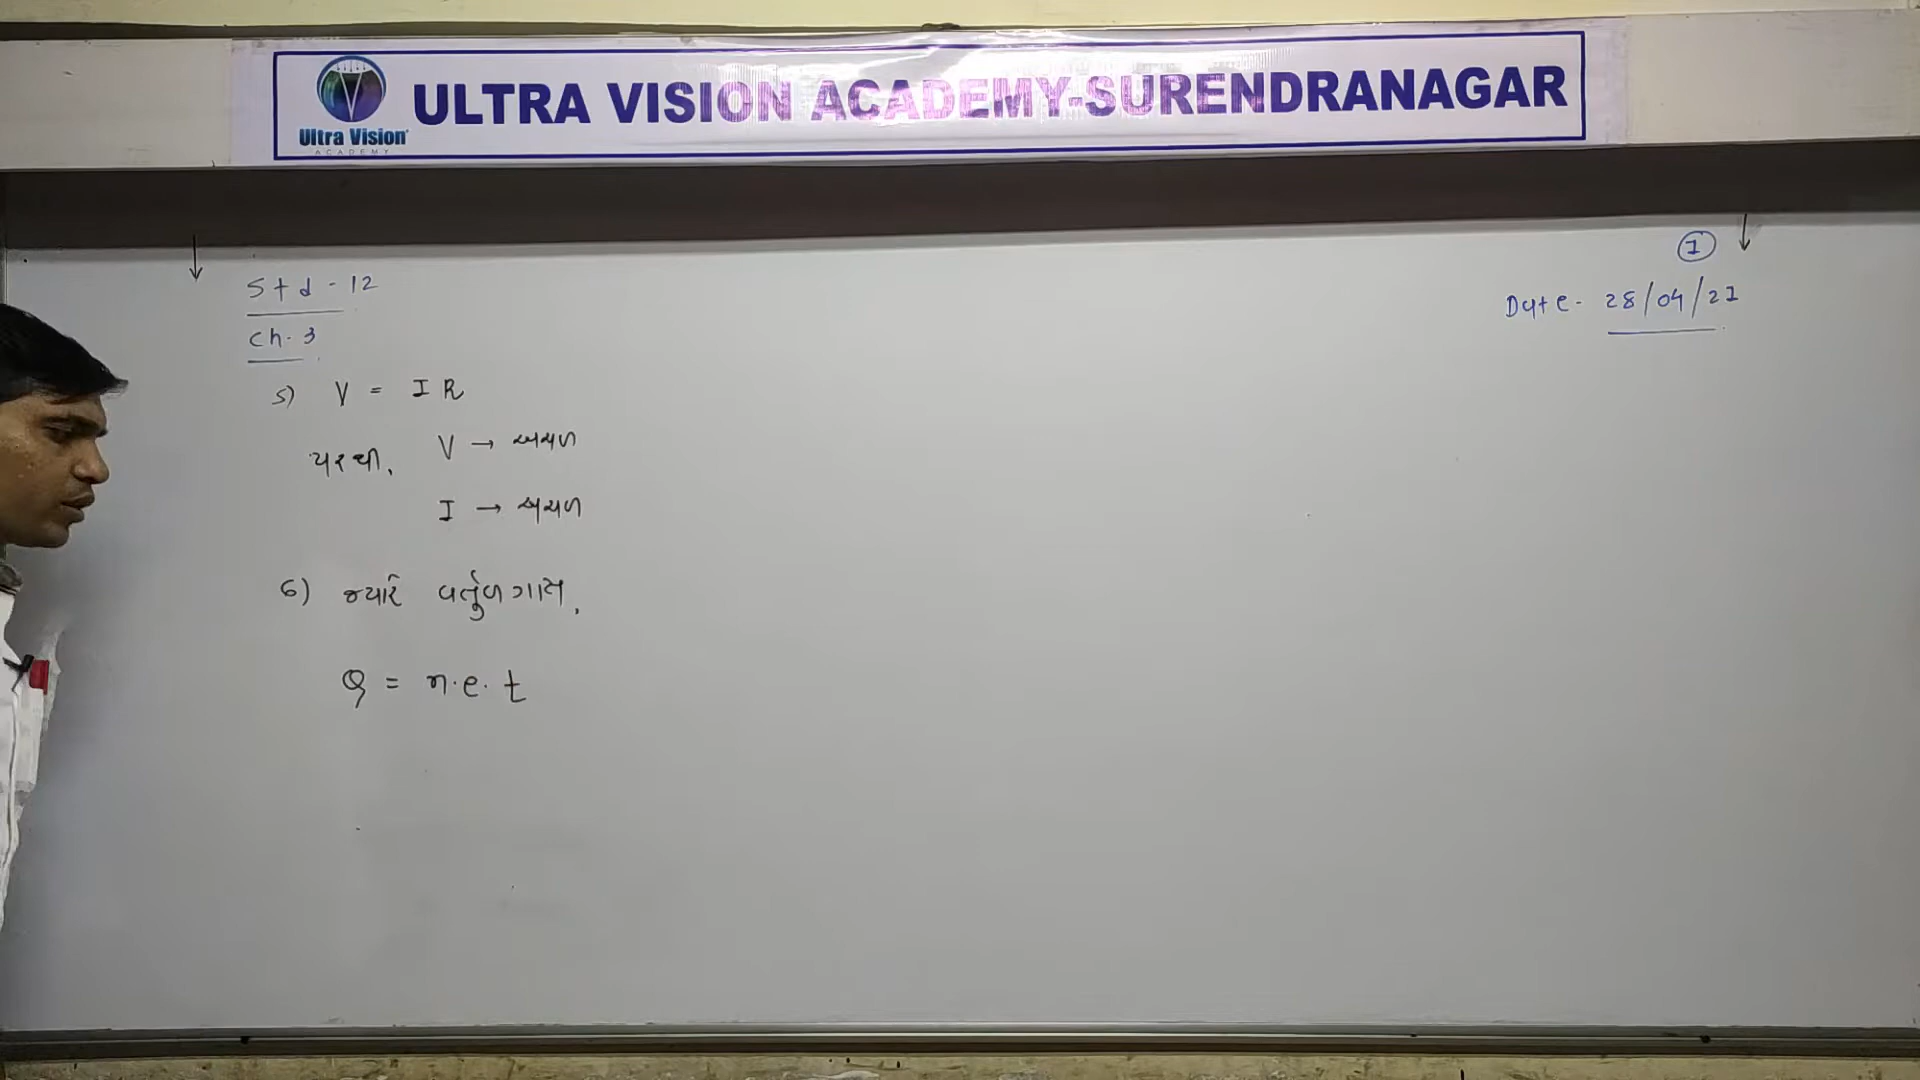 Ultra Vision
ACADEMY
ULTRA VISION ACADEMY-SURENDRANAGAR
1
Std - 12
Date - 28/04/21
Ch. 3
5) V = I R
પરથી, V → અચળ
I → અચળ
6) જ્યારે વર્તુળગતિ,
Q = n.e. t